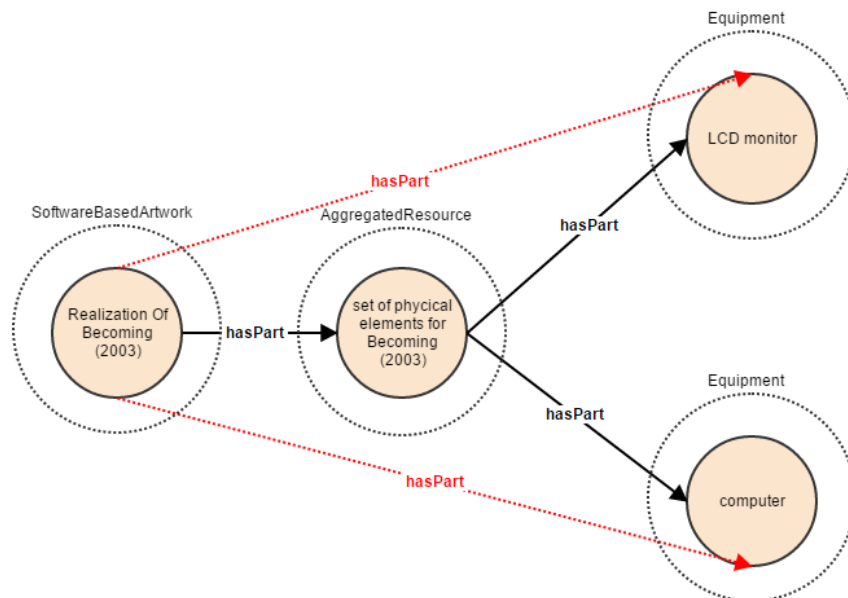 Equipment
LCD monitor
hasPart
SoftwareBasedArtwork
AggregatedResource
hasPart
Realization Of
Becoming
(2003)
hasPart
set of phycical
elements for
Becoming
(2003)
Equipment
hasPart
hasPart
computer